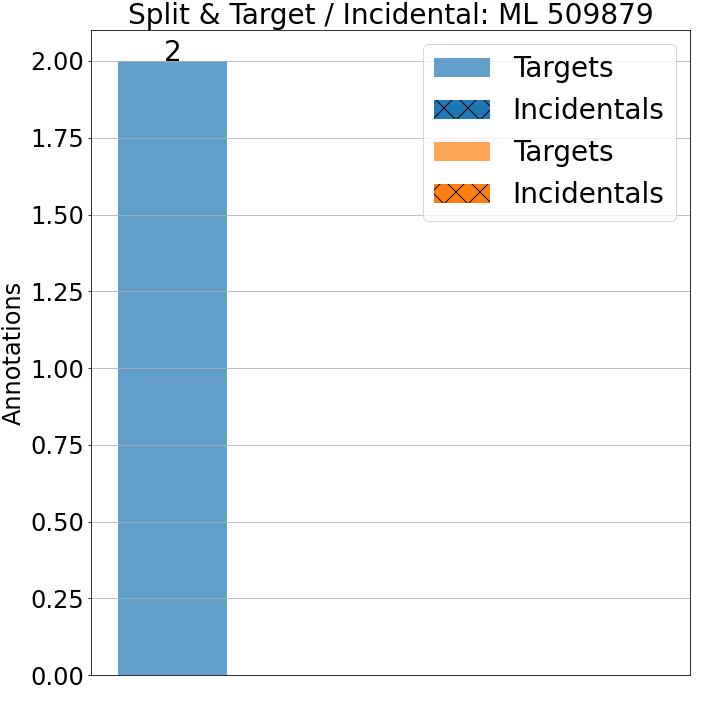 Split & Target / Incidental: ML 509879
2
Targets
Incidentals
Targets
Incidentals
Annotations
2.00
1.75
1.50
1.25
1.00
0.75
0.50
0.25
0.00